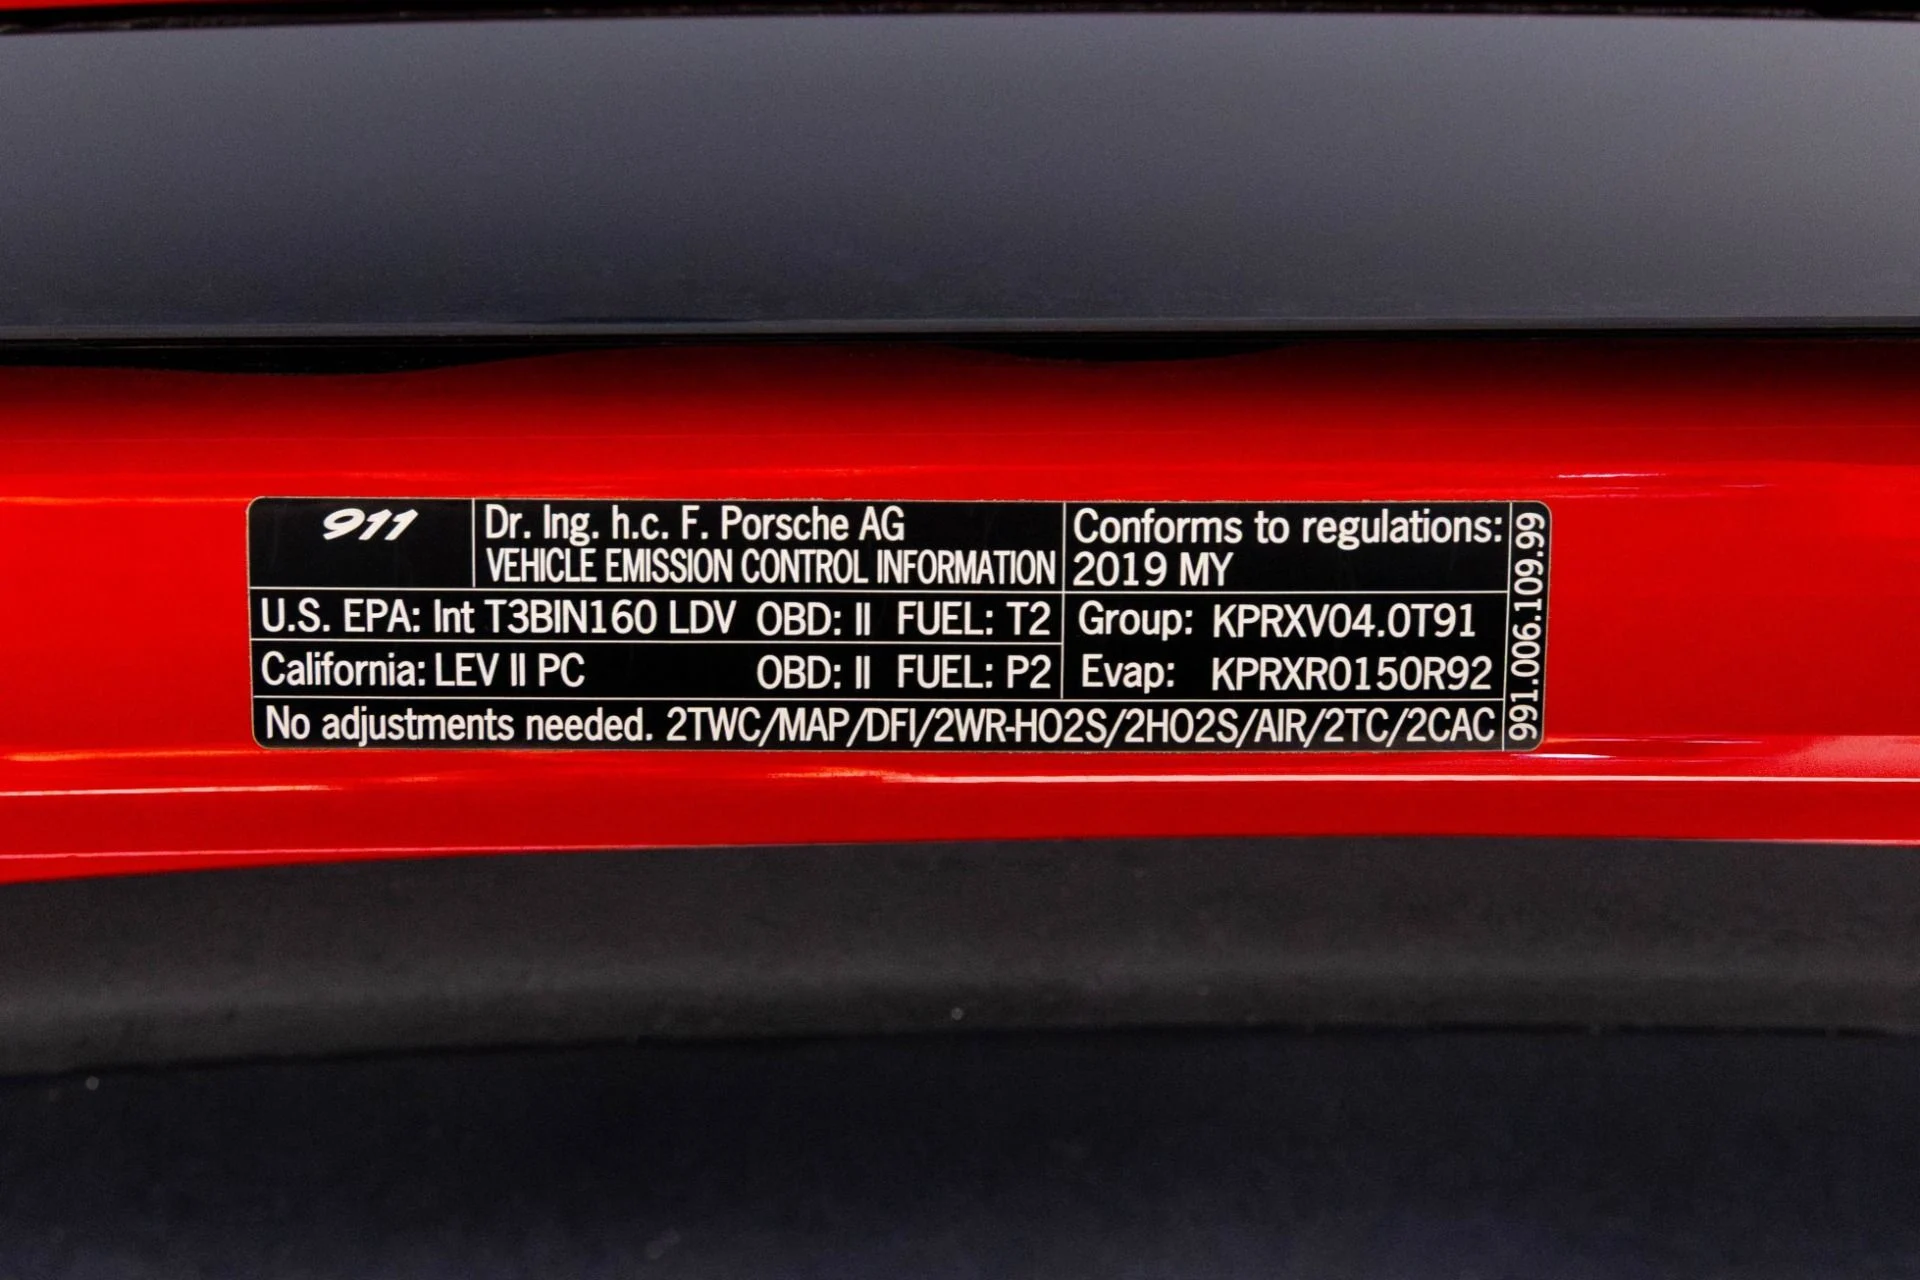 911
Dr. Ing. h.c. F. Porsche AG
VEHICLE EMISSION CONTROL INFORMATION
Conforms to regulations:
2019 MY
U.S. EPA: Int T3BIN160 LDV OBD: II FUEL: T2
Group: KPRXV04.0T91
California: LEV II PC OBD: II FUEL: P2
Evap: KPRXR0150R92
No adjustments needed. 2TWC/MAP/DFI/2WR-HO2S/2HO2S/AIR/2TC/2CAC
991.006.109.99